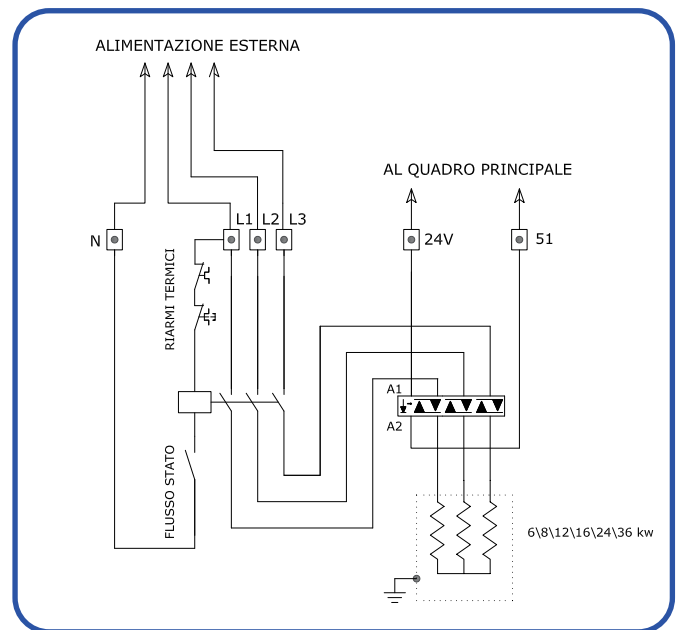 ALIMENTAZIONE ESTERNA
AL QUADRO PRINCIPALE
L1 L2 L3
N
24V
51
RIARMI TERMICI
A1
A2
FLUSSO STATO
6\8\12\16\24\36 kw